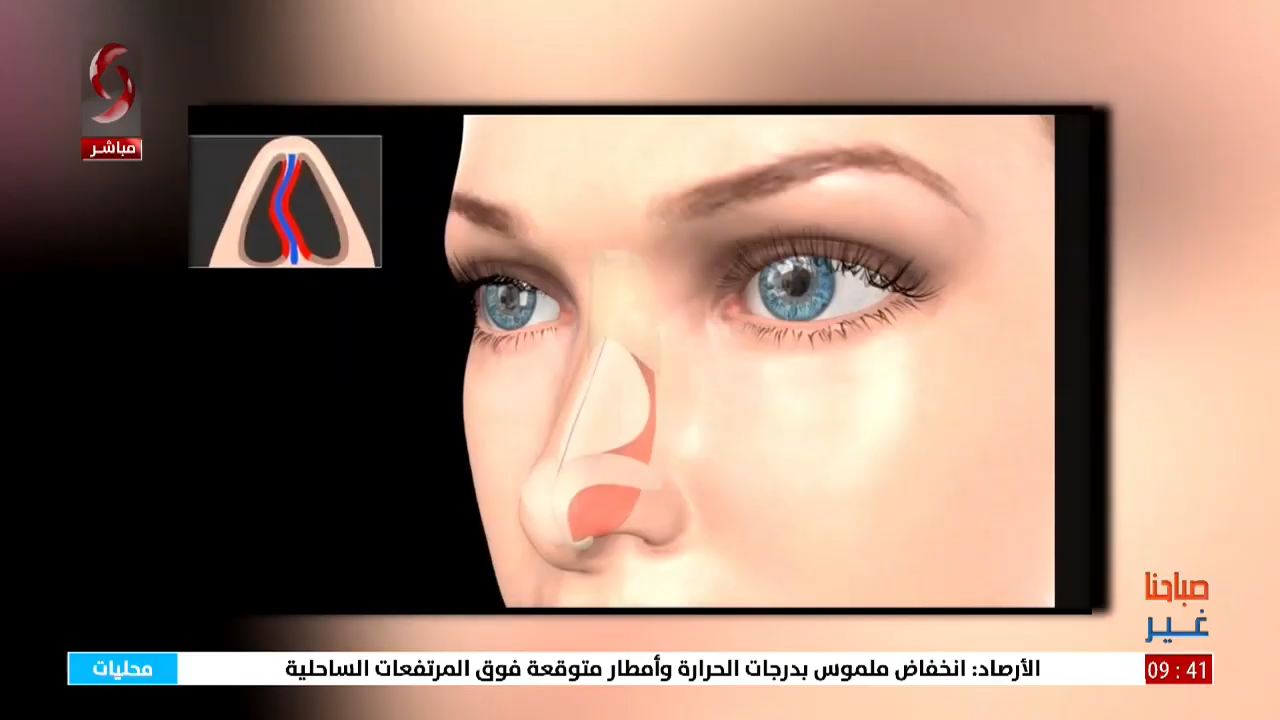 مباشر
صباحنا
غير
محليات
الأرصاد: انخفاض ملموس بدرجات الحرارة وأمطار متوقعة فوق المرتفعات الساحلية
09 : 41